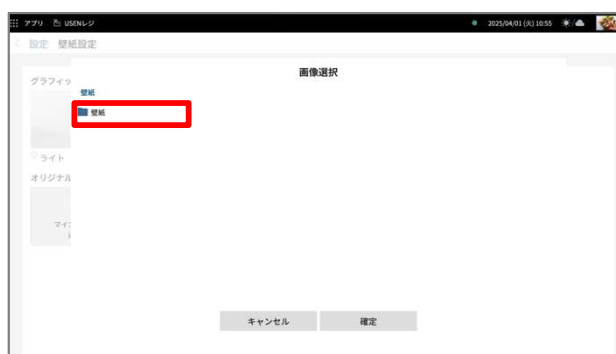 アプリ USENレジ 2025/04/01 (火) 10:55
設定 壁紙設定
画像選択
グラフィッ
壁紙
壁紙
ライト
オリジナル
マイ
キャンセル 確定